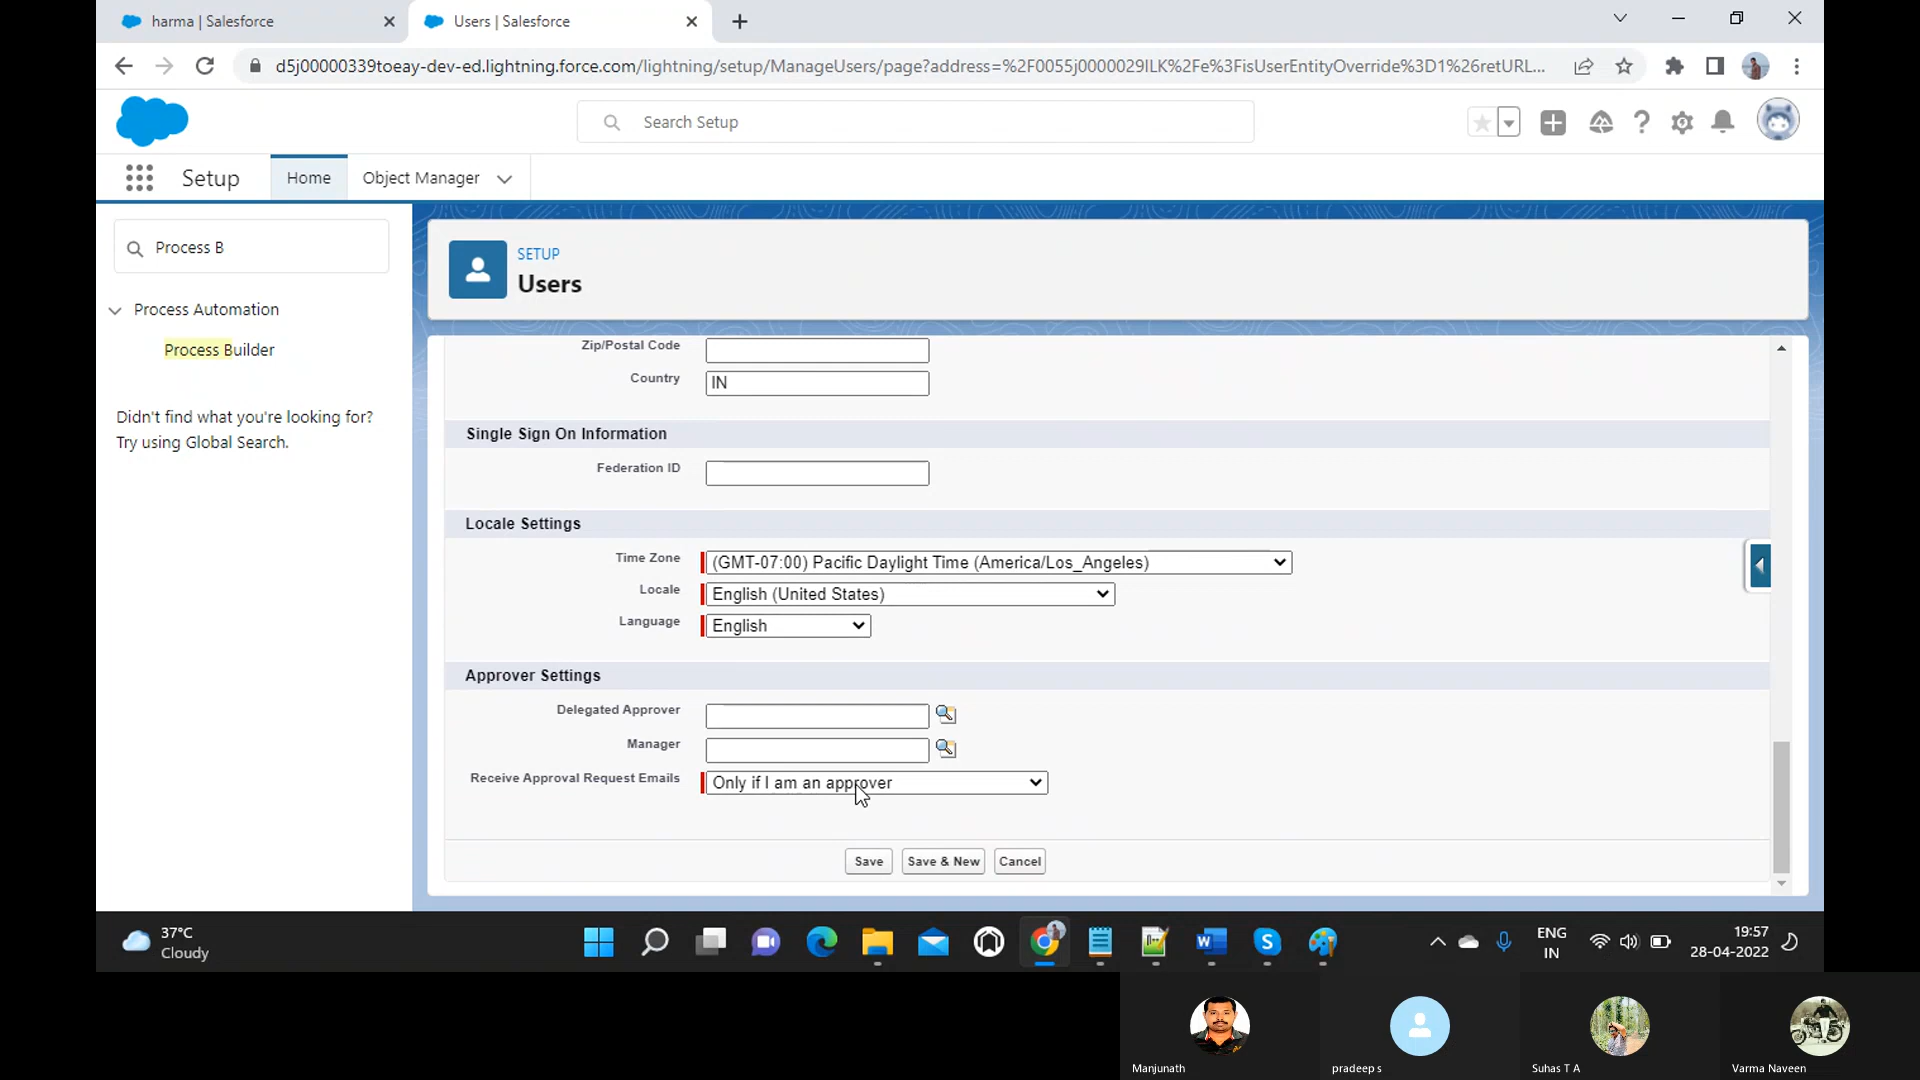 harma | Salesforce
Users | Salesforce
d5j00000339toeay-dev-ed.lightning.force.com/lightning/setup/ManageUsers/page?address=%2F0055j0000029ILK%2Fe%3FisUserEntityOverride%3D1%26retURL...
Search Setup
Setup
Home
Object Manager
Process B
Process Automation
Process Builder
Didn't find what you're looking for?
Try using Global Search.
SETUP
Users
Zip/Postal Code
Country
IN
Single Sign On Information
Federation ID
Locale Settings
Time Zone
(GMT-07:00) Pacific Daylight Time (America/Los_Angeles)
Locale
English (United States)
Language
English
Approver Settings
Delegated Approver
Manager
Receive Approval Request Emails
Only if I am an approver
Save
Save & New
Cancel
37°C
Cloudy
ENG
IN
19:57
28-04-2022
Manjunath
pradeep s
Suhas T A
Varma Naveen